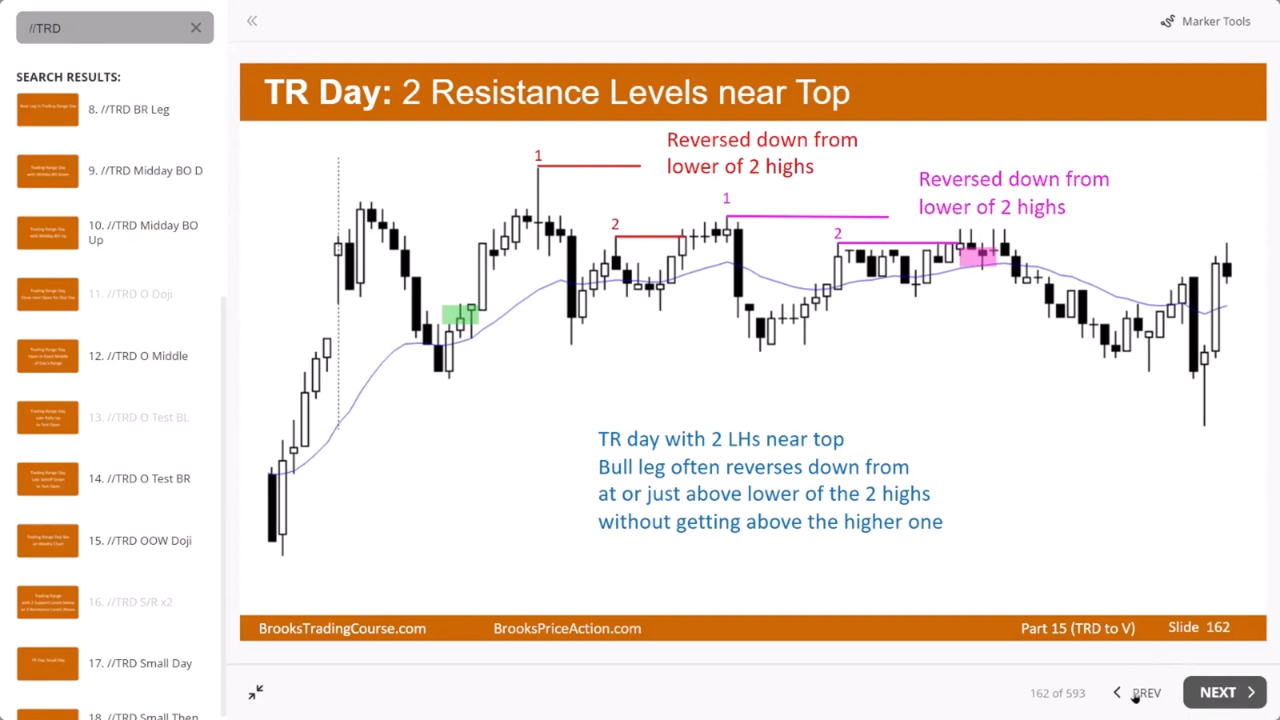 //TRD
Marker Tools
SEARCH RESULTS:
8. //TRD BR Leg
9. //TRD Midday BO D
10. //TRD Midday BO
Up
11. //TRD O Doji
12. //TRD O Middle
13. //TRD O Test BL
14. //TRD O Test BR
15. //TRD OOW Doji
16. //TRD S/R x2
17. //TRD Small Day
18. //TRD Small Then
TR Day: 2 Resistance Levels near Top
1
Reversed down from
lower of 2 highs
2
1
Reversed down from
lower of 2 highs
2
TR day with 2 LHs near top
Bull leg often reverses down from
at or just above lower of the 2 highs
without getting above the higher one
BrooksTradingCourse.com
BrooksPriceAction.com
Part 15 (TRD to V)
Slide 162
162 of 593
PREV
NEXT